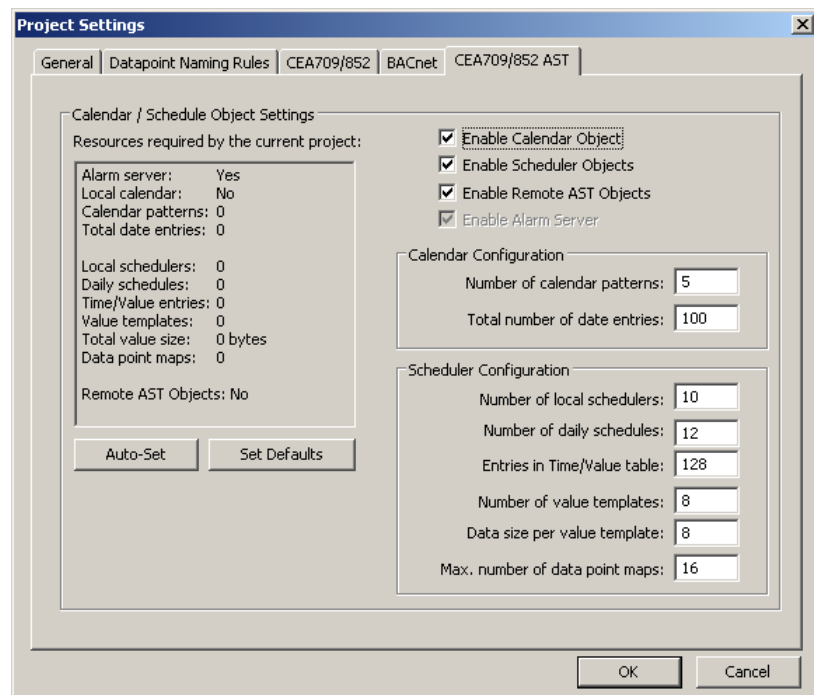 Project Settings
General Datapoint Naming Rules CEA709/852 BACnet CEA709/852 AST
Calendar / Schedule Object Settings
Resources required by the current project:
Alarm server: Yes
Local calendar: No
Calendar patterns: 0
Total date entries: 0
Local schedulers: 0
Daily schedules: 0
Time/Value entries: 0
Value templates: 0
Total value size: 0 bytes
Data point maps: 0
Remote AST Objects: No
Auto-Set Set Defaults
Enable Calendar Object
Enable Scheduler Objects
Enable Remote AST Objects
Enable Alarm Server
Calendar Configuration
Number of calendar patterns: 5
Total number of date entries: 100
Scheduler Configuration
Number of local schedulers: 10
Number of daily schedules: 12
Entries in Time/Value table: 128
Number of value templates: 8
Data size per value template: 8
Max. number of data point maps: 16
OK Cancel